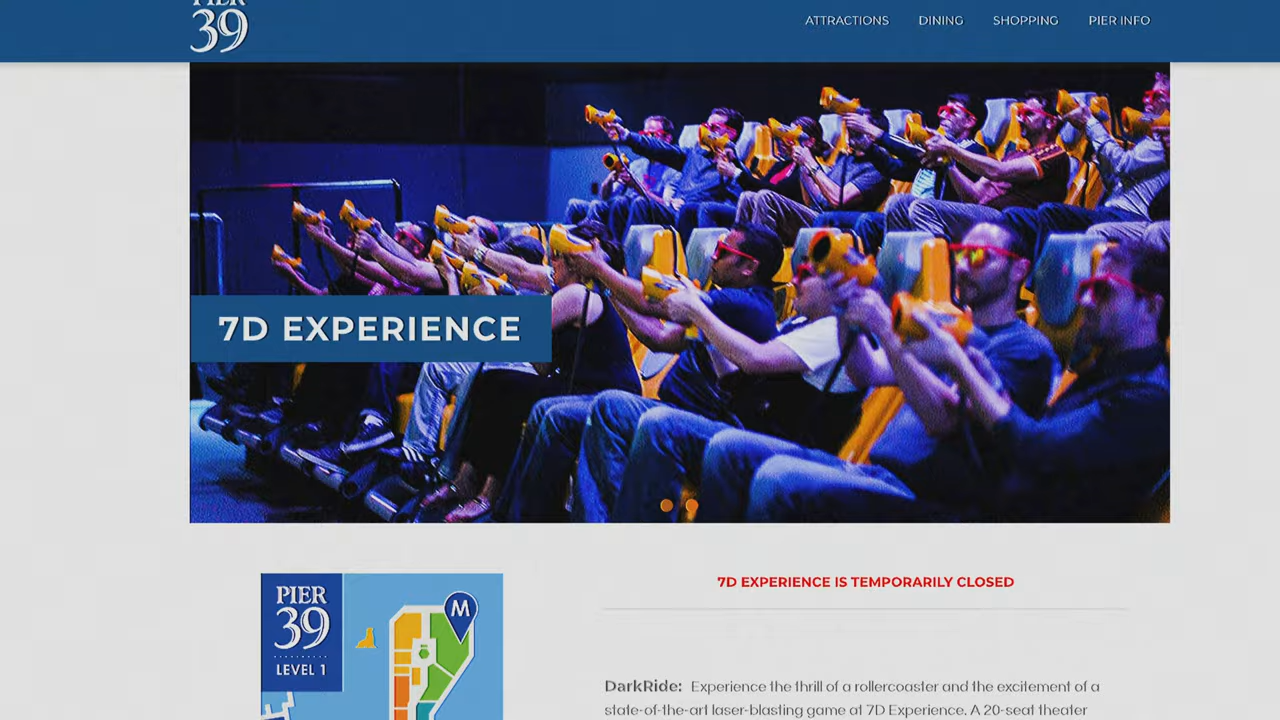 PIER
39
ATTRACTIONS DINING SHOPPING PIER INFO
7D EXPERIENCE
PIER
39
LEVEL 1
M
7D EXPERIENCE IS TEMPORARILY CLOSED
DarkRide: Experience the thrill of a rollercoaster and the excitement of a
state-of-the-art laser-blasting game at 7D Experience. A 20-seat theater